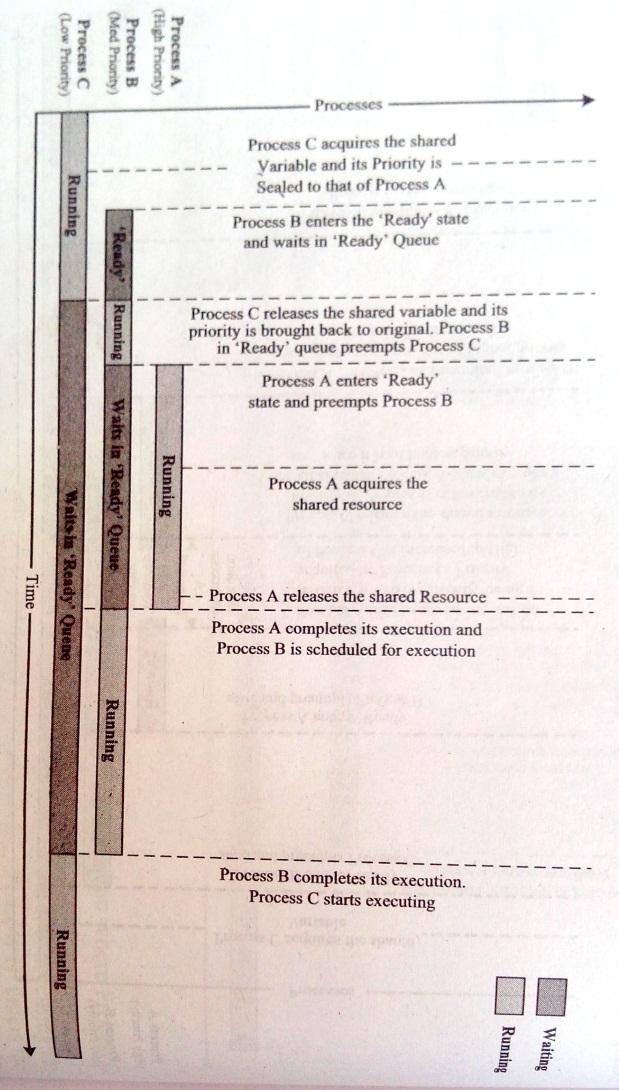 Process A
(High Priority)
Process B
(Med Priority)
Process C
(Low Priority)
Processes
Process C acquires the shared
Variable and its Priority is
Sealed to that of Process A
Running
Process B enters the ‘Ready’ state
and waits in ‘Ready’ Queue
‘Ready’
Process C releases the shared variable and its
priority is brought back to original. Process B
in ‘Ready’ queue preempts Process C
Running
Process A enters ‘Ready’
state and preempts Process B
Waits in ‘Ready’ Queue
Running
Process A acquires the
shared resource
Waits in ‘Ready’ Queue
Process A releases the shared Resource
Time
Process A completes its execution and
Process B is scheduled for execution
Running
Process B completes its execution.
Process C starts executing
Running
Waiting
Running